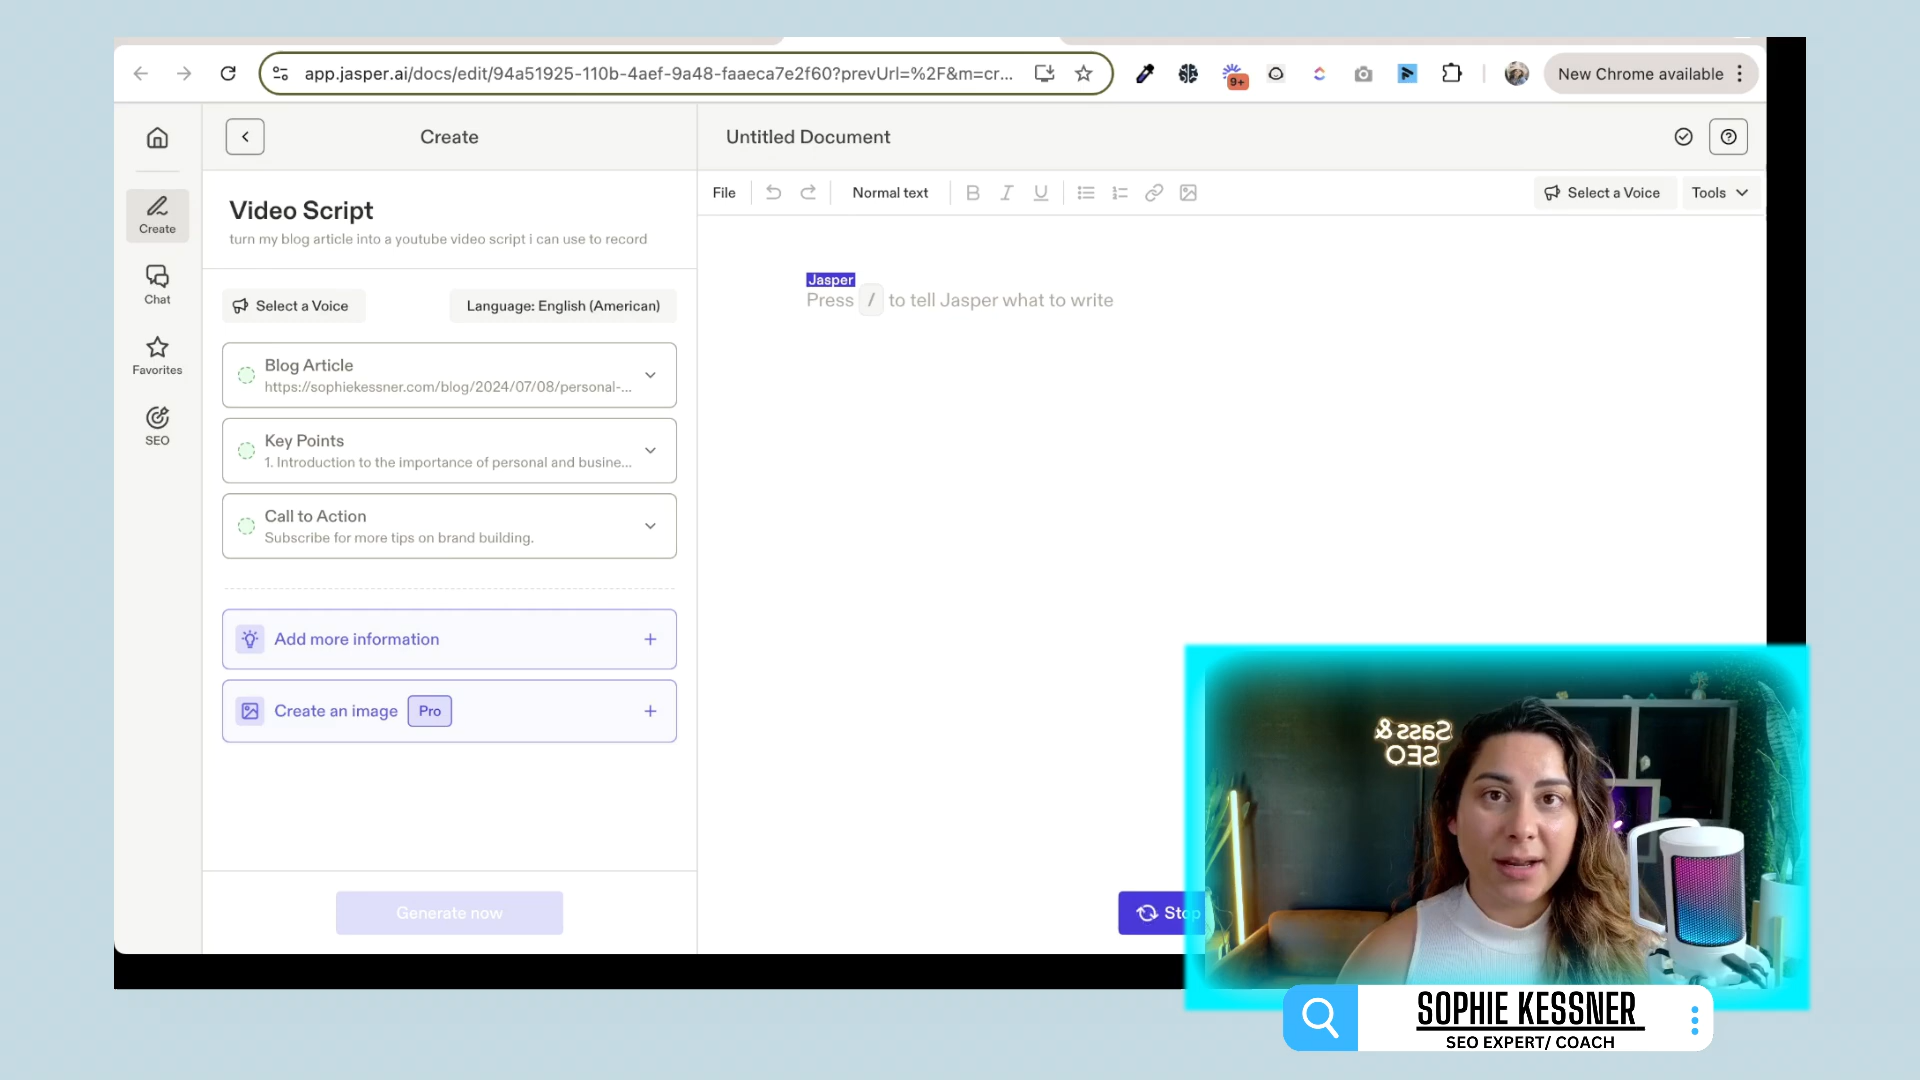 app.jasper.ai/docs/edit/94a51925-110b-4aef-9a48-faaeca7e2f60?prevUrl=%2F&m=cr...
9+
New Chrome available
Create
Untitled Document
File
Normal text
B I U
Select a Voice
Tools
Create
Chat
Favorites
SEO
Video Script
turn my blog article into a youtube video script i can use to record
Select a Voice
Language: English (American)
Blog Article
https://sophiekessner.com/blog/2024/07/08/personal-...
Key Points
1. Introduction to the importance of personal and busine...
Call to Action
Subscribe for more tips on brand building.
Add more information
Create an image Pro
Generate now
Jasper
Press / to tell Jasper what to write
Stop
Sass &
SEO
SOPHIE KESSNER
SEO EXPERT/ COACH